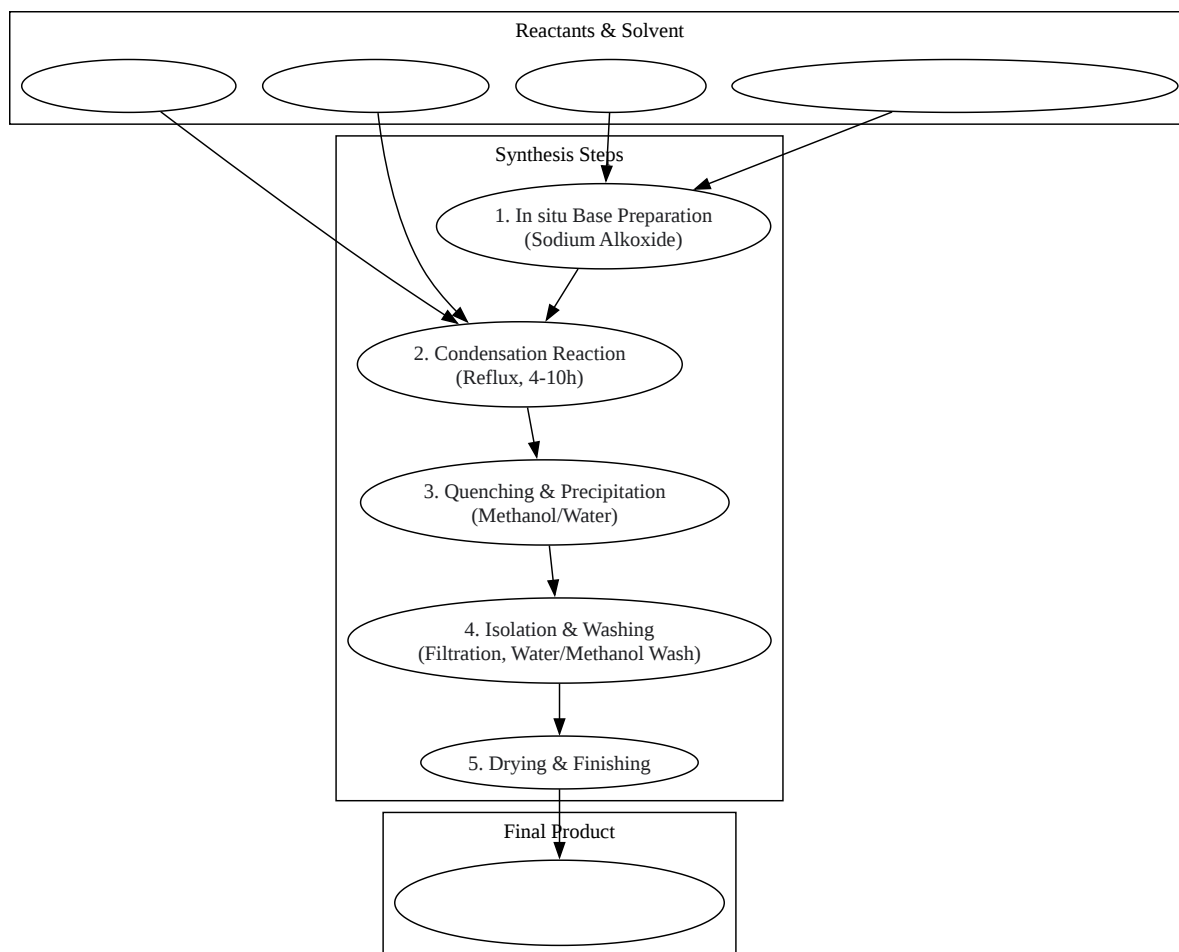 Reactants & Solvent
Synthesis Steps
1. In situ Base Preparation
(Sodium Alkoxide)
2. Condensation Reaction
(Reflux, 4-10h)
3. Quenching & Precipitation
(Methanol/Water)
4. Isolation & Washing
(Filtration, Water/Methanol Wash)
5. Drying & Finishing
Final Product